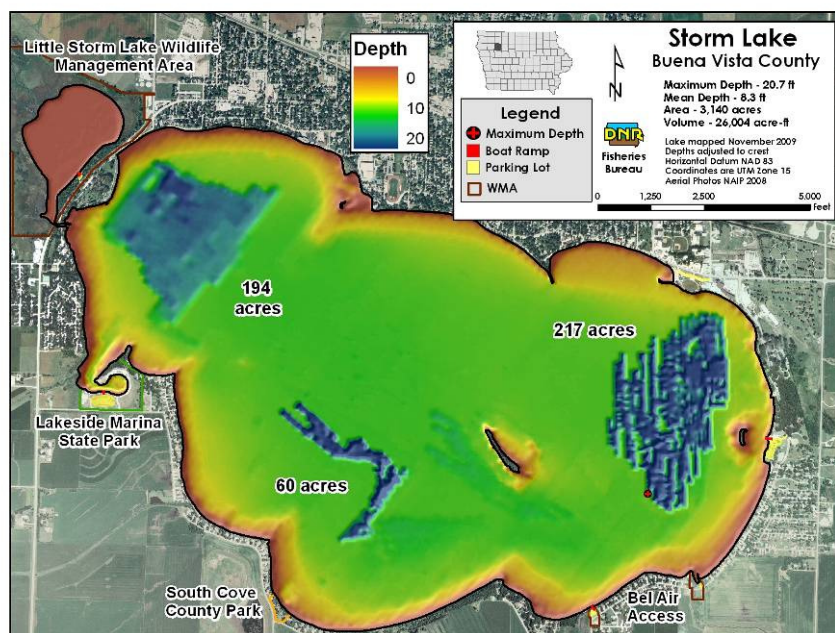 Little Storm Lake Wildlife
Management Area
Depth
0
10
20
Storm Lake
Buena Vista County
Maximum Depth - 20.7 ft
Mean Depth - 8.3 ft
Area - 3,140 acres
Volume - 26,004 acre-ft
Lake mapped November 2009
Depths adjusted to crest
Horizontal Datum NAD 83
Coordinates are UTM Zone 15
Aerial Photos NAIP 2008
Legend
Maximum Depth
Boat Ramp
Parking Lot
WMA
DNR
Fisheries
Bureau
0 1,250 2,500 5,000
Feet
194
acres
217 acres
Lakeside Marina
State Park
60 acres
South Cove
County Park
Bel Air
Access